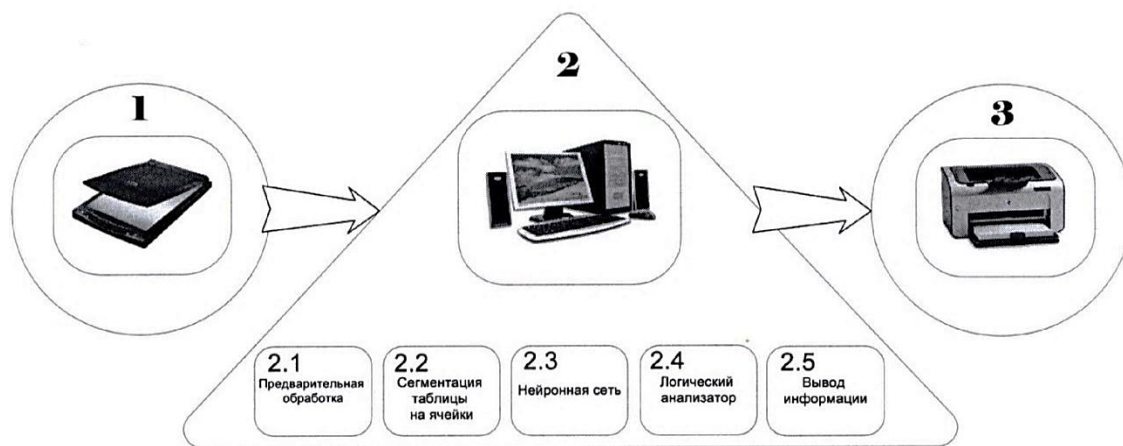 1
2
3
2.1
Предварительная
обработка
2.2
Сегментация
таблицы
на ячейки
2.3
Нейронная сеть
2.4
Логический
анализатор
2.5
Вывод
информации